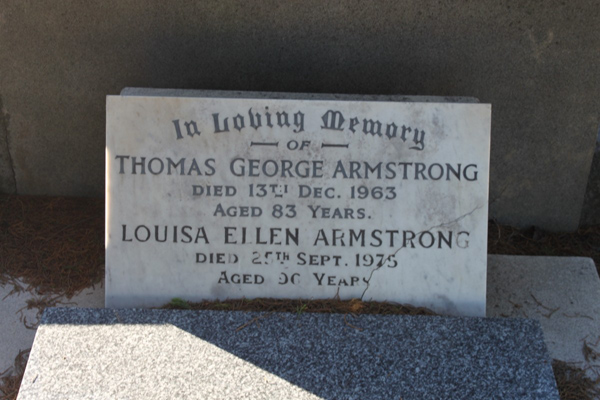 In Loving Memory
OF
THOMAS GEORGE ARMSTRONG
DIED 13TH DEC. 1963
AGED 83 YEARS.
LOUISA ELLEN ARMSTRONG
DIED 25TH SEPT. 1975
AGED YEARS